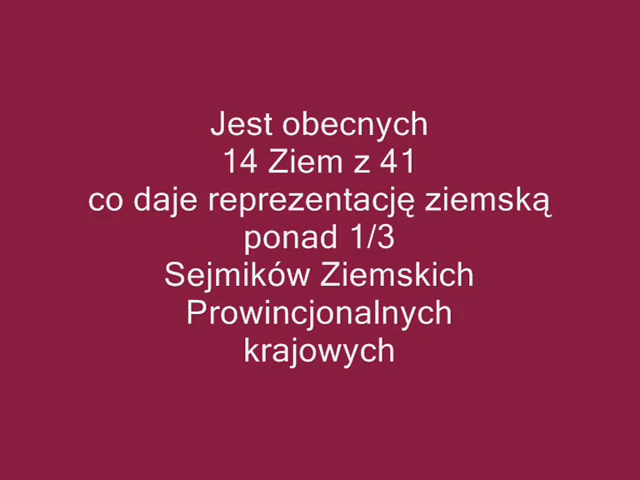 Jest obecnych
14 Ziem z 41
co daje reprezentację ziemską
ponad 1/3
Sejmików Ziemskich
Prowincjonalnych
krajowych